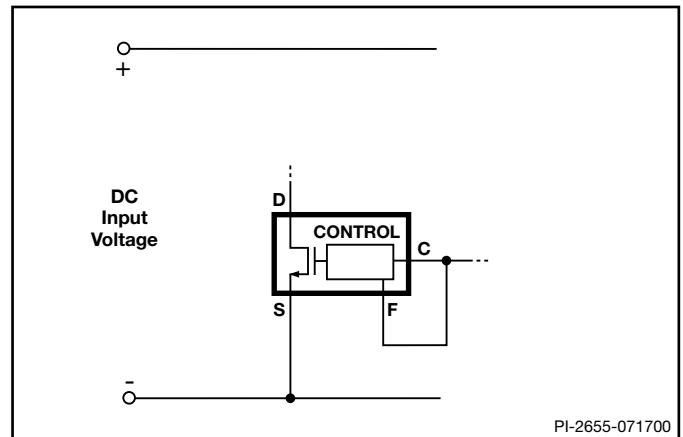 +
DC
Input
Voltage
D
CONTROL
C
S
F
-
PI-2655-071700